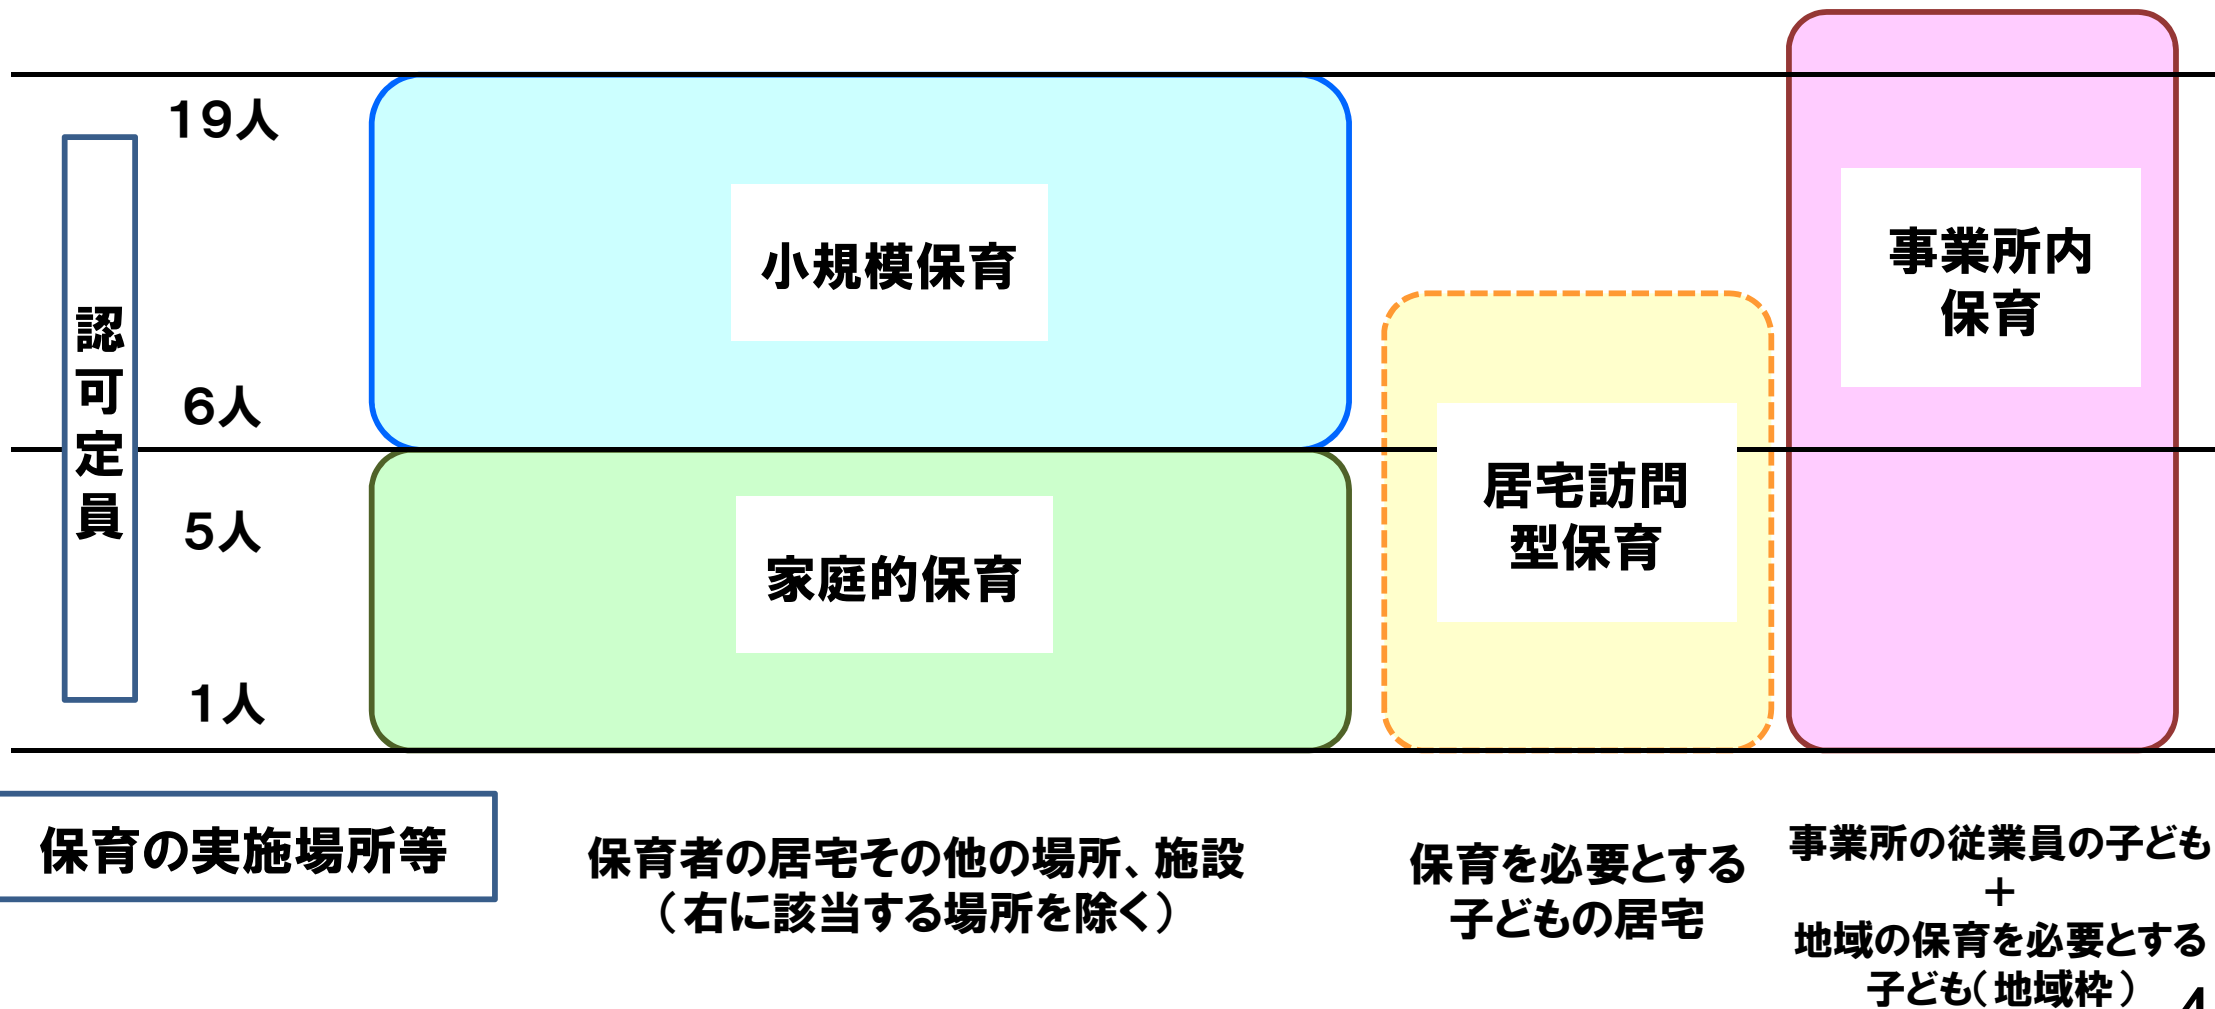 19人
認可定員
6人
5人
1人
小規模保育
家庭的保育
居宅訪問
型保育
事業所内
保育
保育の実施場所等
保育者の居宅その他の場所、施設
（右に該当する場所を除く）
保育を必要とする
子どもの居宅
事業所の従業員の子ども
＋
地域の保育を必要とする
子ども（地域枠）
4